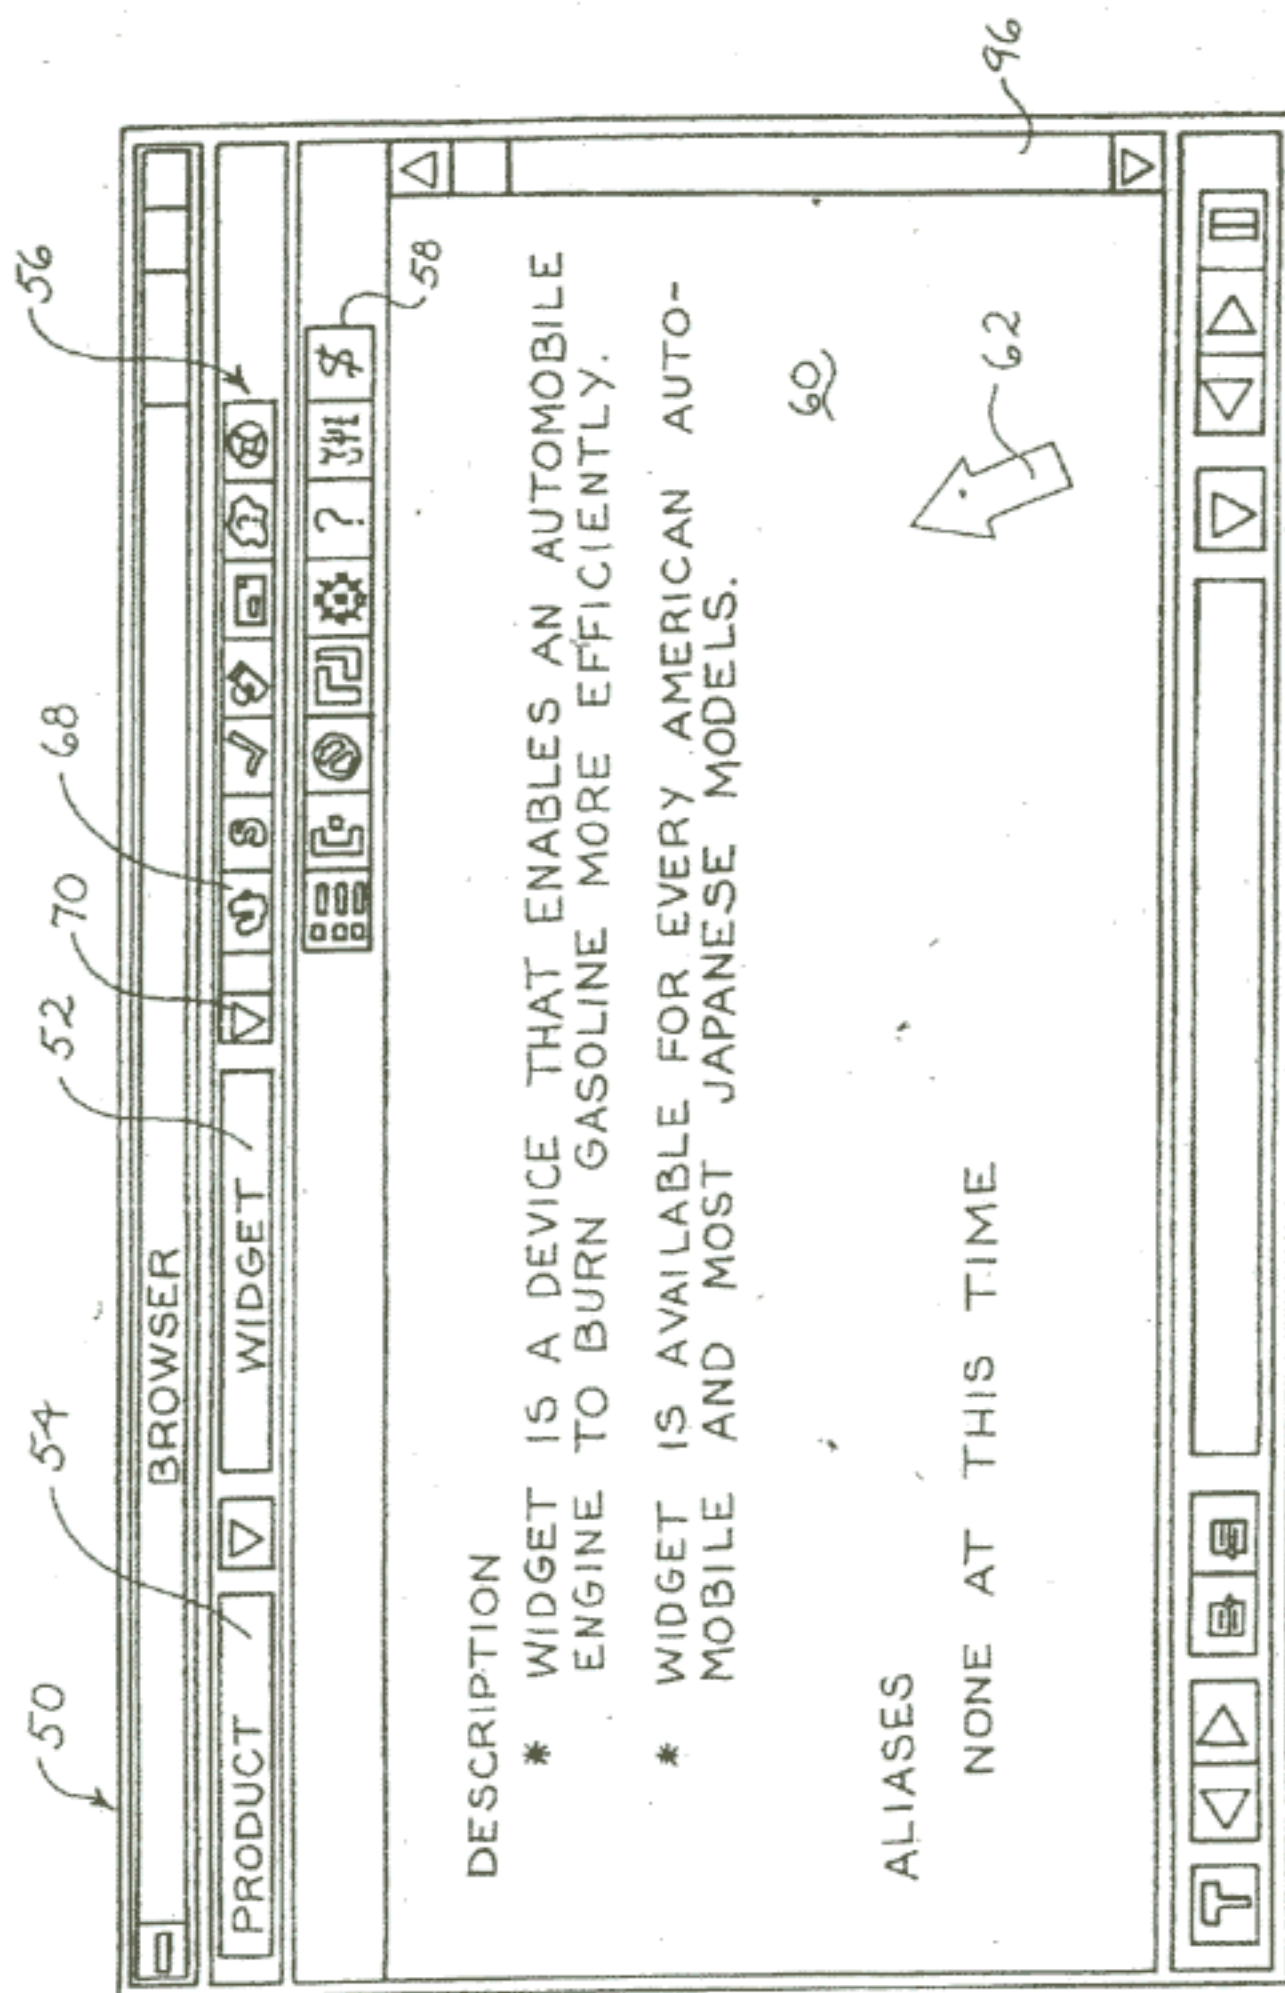 50
54
52
70
68
56
BROWSER
PRODUCT
WIDGET
S
?
$
58
DESCRIPTION
* WIDGET IS A DEVICE THAT ENABLES AN AUTOMOBILE
ENGINE TO BURN GASOLINE MORE EFFICIENTLY.
* WIDGET IS AVAILABLE FOR EVERY AMERICAN AUTO-
MOBILE AND MOST JAPANESE MODELS.
60
ALIASES
NONE AT THIS TIME
62
96